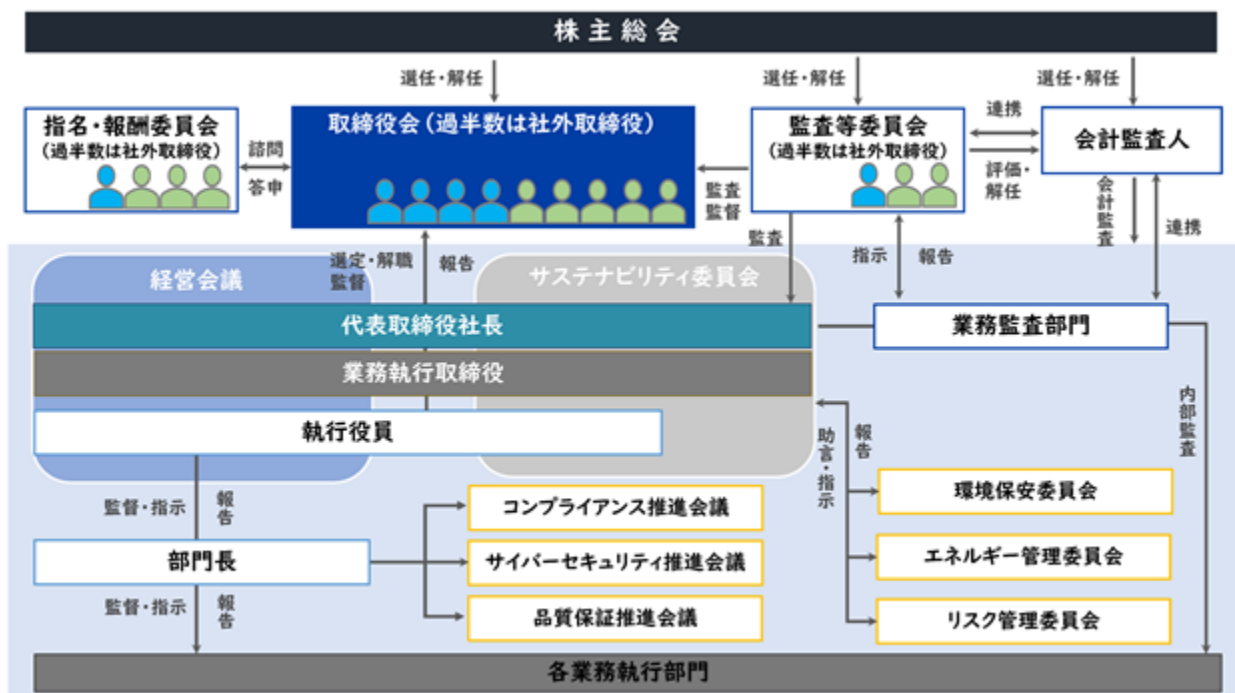 株主総会
選任・解任
選任・解任
選任・解任
指名・報酬委員会
(過半数は社外取締役)
諮問
答申
取締役会(過半数は社外取締役)
監査
監督
監査等委員会
(過半数は社外取締役)
連携
評価・
解任
会計監査人
会計監査
連携
監査
指示
報告
選定・解職
監督
報告
経営会議
サステナビリティ委員会
代表取締役社長
業務監査部門
業務執行取締役
執行役員
内部監査
助言・指示
報告
監督・指示
報告
コンプライアンス推進会議
環境保安委員会
部門長
サイバーセキュリティ推進会議
エネルギー管理委員会
監督・指示
報告
品質保証推進会議
リスク管理委員会
各業務執行部門